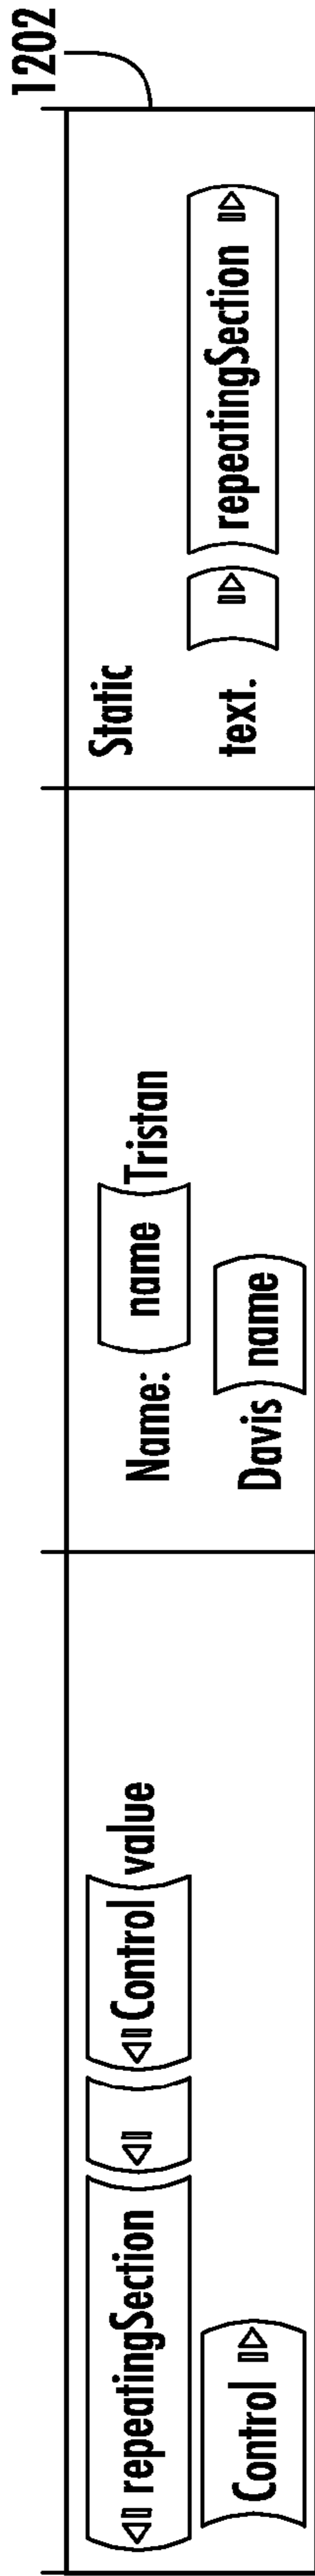 1202
repeatingSection Control value
Control
Name: name Tristan
Davis name
Static
text. repeatingSection